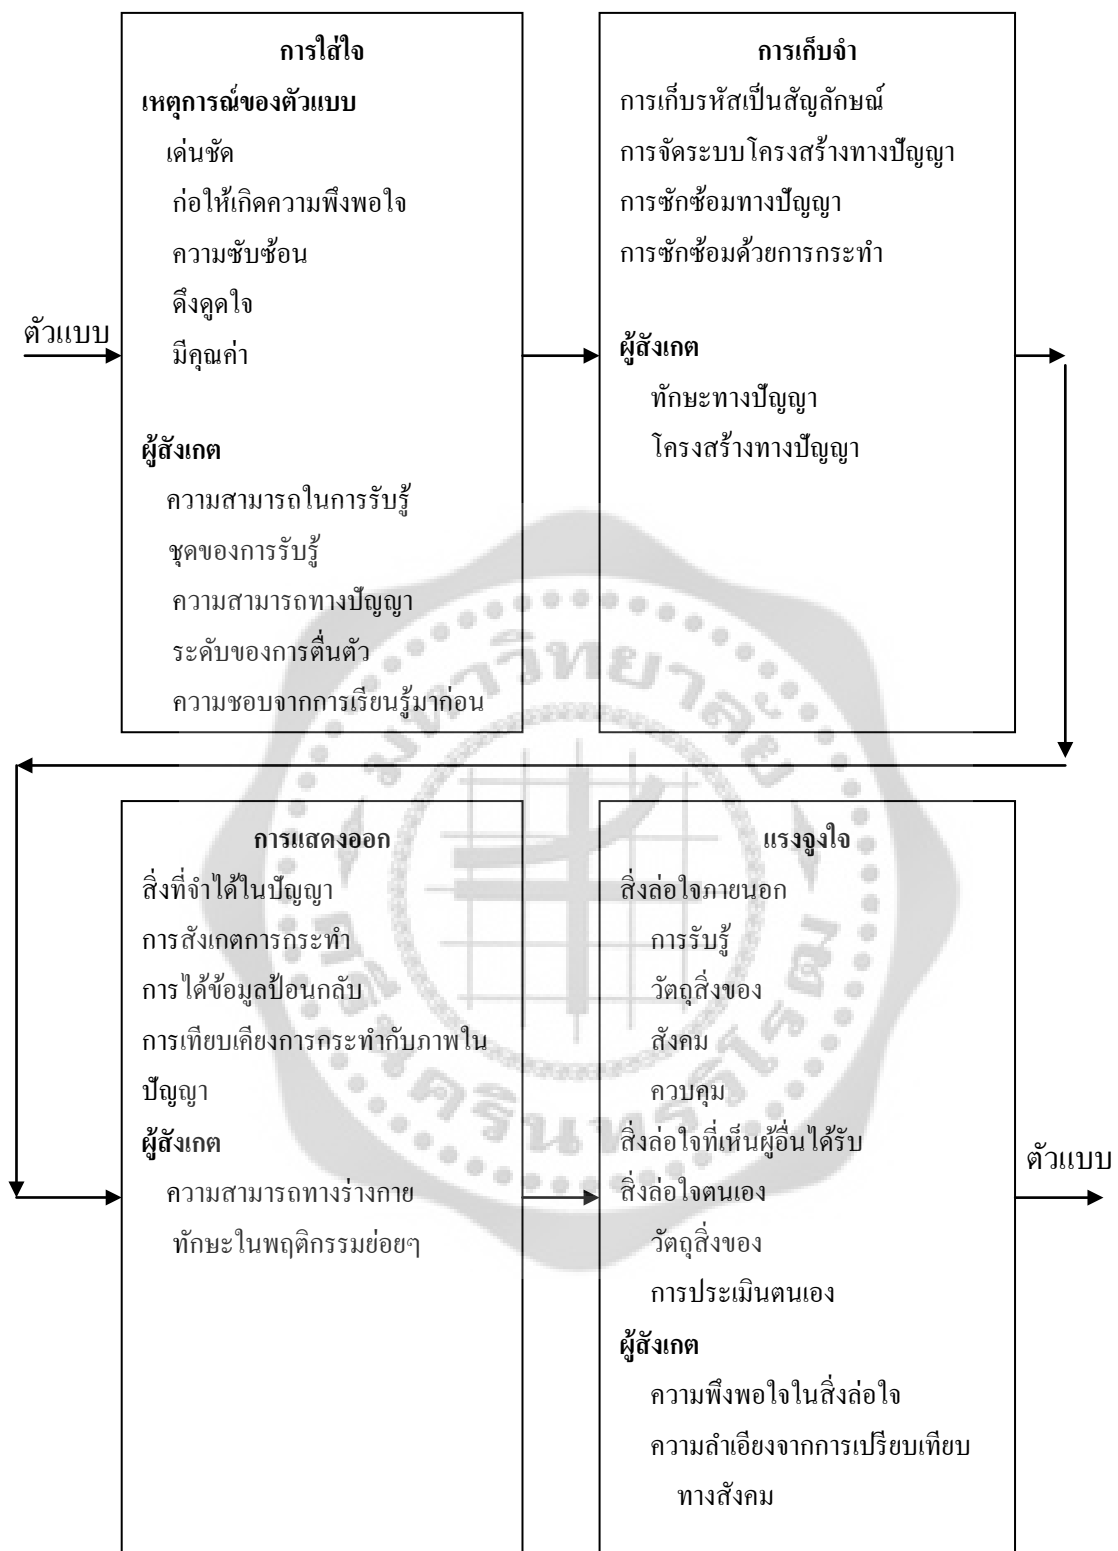 ตัวแบบ
การใส่ใจ
เหตุการณ์ของตัวแบบ
เด่นชัด
ก่อให้เกิดความพึงพอใจ
ความซับซ้อน
ดึงดูดใจ
มีคุณค่า
ผู้สังเกต
ความสามารถในการรับรู้
ชุดของการรับรู้
ความสามารถทางปัญญา
ระดับของการตื่นตัว
ความชอบจากการเรียนรู้มาก่อน
การเก็บจำ
การเก็บรหัสเป็นสัญลักษณ์
การจัดระบบโครงสร้างทางปัญญา
การซักซ้อมทางปัญญา
การซักซ้อมด้วยการกระทำ
ผู้สังเกต
ทักษะทางปัญญา
โครงสร้างทางปัญญา
การแสดงออก
สิ่งที่จำได้ในปัญญา
การสังเกตการกระทำ
การได้ข้อมูลป้อนกลับ
การเทียบเคียงการกระทำกับภาพใน
ปัญญา
ผู้สังเกต
ความสามารถทางร่างกาย
ทักษะในพฤติกรรมย่อยๆ
แรงจูงใจ
สิ่งล่อใจภายนอก
การรับรู้
วัตถุสิ่งของ
สังคม
ควบคุม
สิ่งล่อใจที่เห็นผู้อื่นได้รับ
สิ่งล่อใจตนเอง
วัตถุสิ่งของ
การประเมินตนเอง
ผู้สังเกต
ความพึงพอใจในสิ่งล่อใจ
ความลำเอียงจากการเปรียบเทียบ
ทางสังคม
ตัวแบบ
มหาวิทยาลัย
ศรีนครินทรวิโรฒ